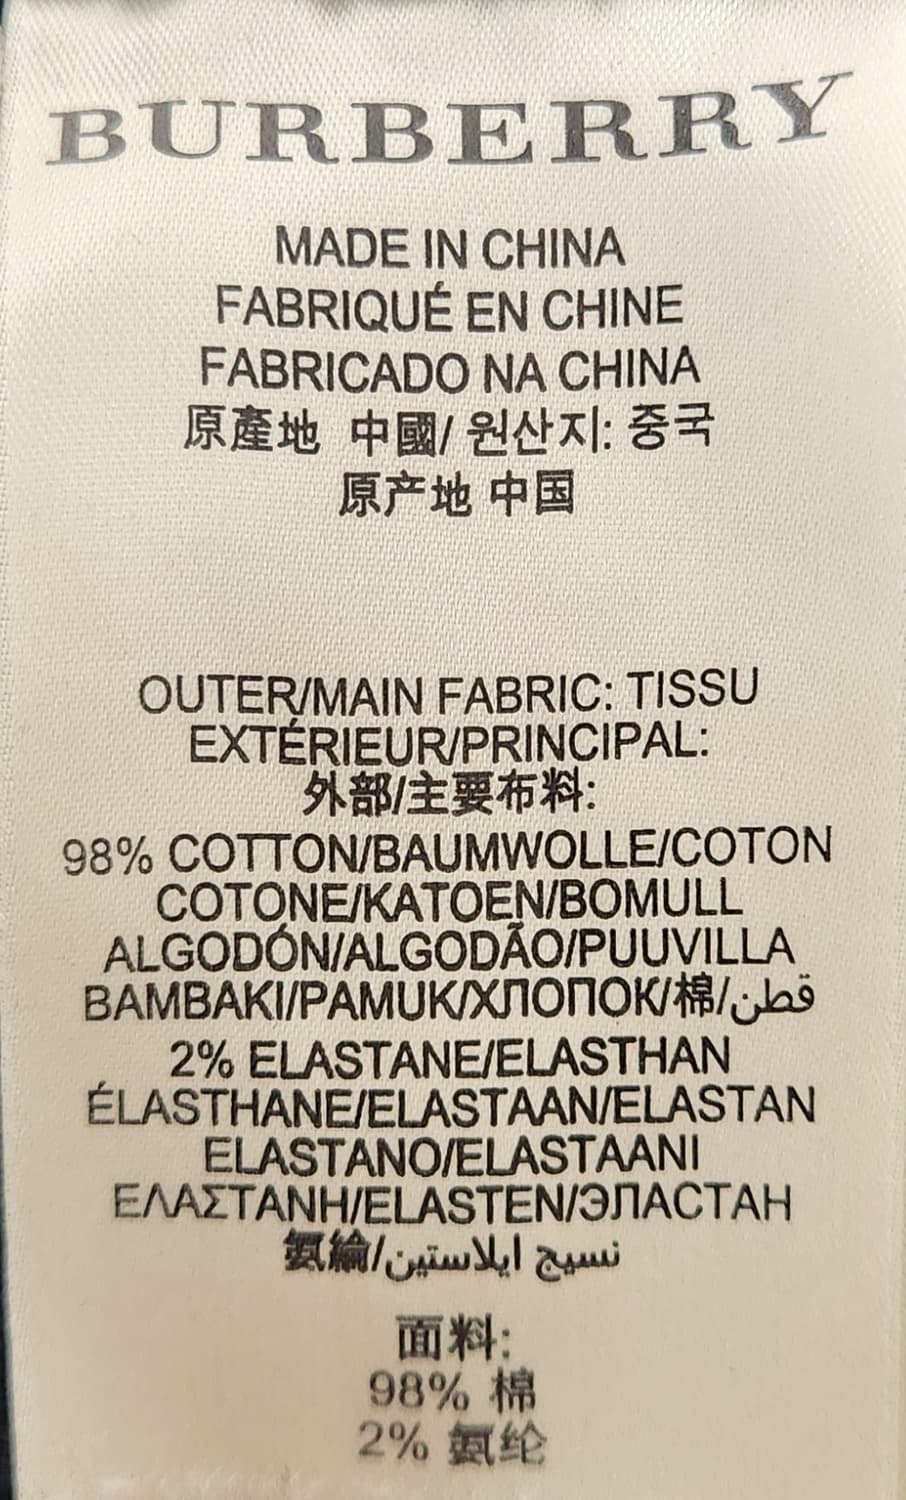 BURBERRY
MADE IN CHINA
FABRIQUÉ EN CHINE
FABRICADO NA CHINA
原產地 中國/ 원산지: 중국
原产地 中国
OUTER/MAIN FABRIC: TISSU
EXTÉRIEUR/PRINCIPAL:
外部/主要布料:
98% COTTON/BAUMWOLLE/COTON
COTONE/KATOEN/BOMULL
ALGODÓN/ALGODÃO/PUUVILLA
BAMBAKI/PAMUK/ХЛОПОК/棉/قطن
2% ELASTANE/ELASTHAN
ÉLASTHANE/ELASTAAN/ELASTAN
ELASTANO/ELASTAANI
ΕΛΑΣΤΑΝΗ/ELASTEN/ЭЛАСТАН
氨綸/نسيج ايلاستين
面料:
98% 棉
2% 氨纶